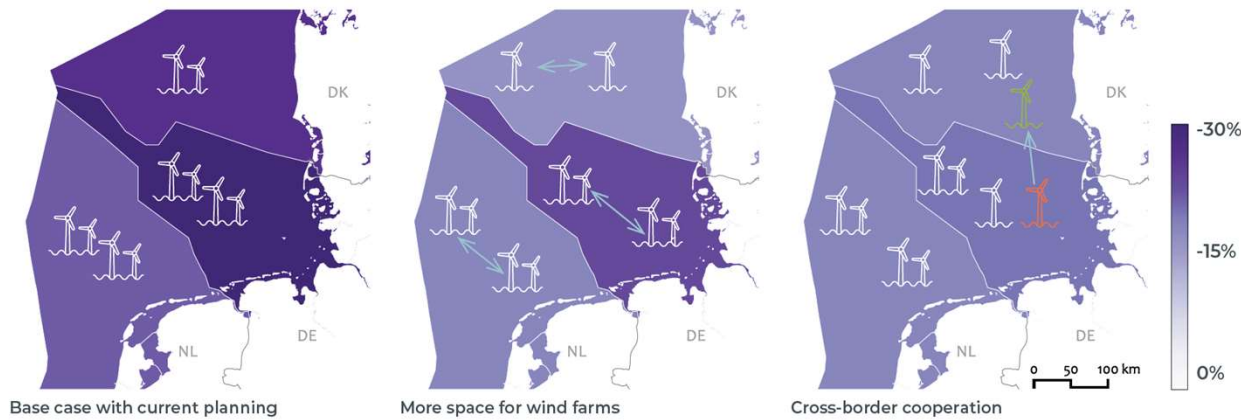 DK
NL
DE
Base case with current planning
DK
NL
DE
More space for wind farms
DK
NL
DE
0 50 100 km
Cross-border cooperation
-30%
-15%
0%